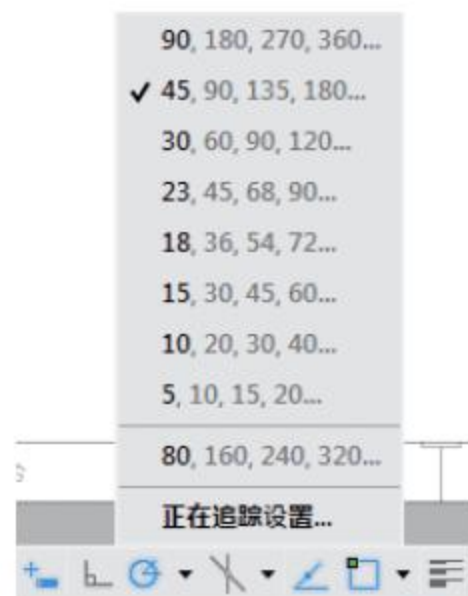 90, 180, 270, 360...
45, 90, 135, 180...
30, 60, 90, 120...
23, 45, 68, 90...
18, 36, 54, 72...
15, 30, 45, 60...
10, 20, 30, 40...
5, 10, 15, 20...
80, 160, 240, 320...
正在追踪设置...